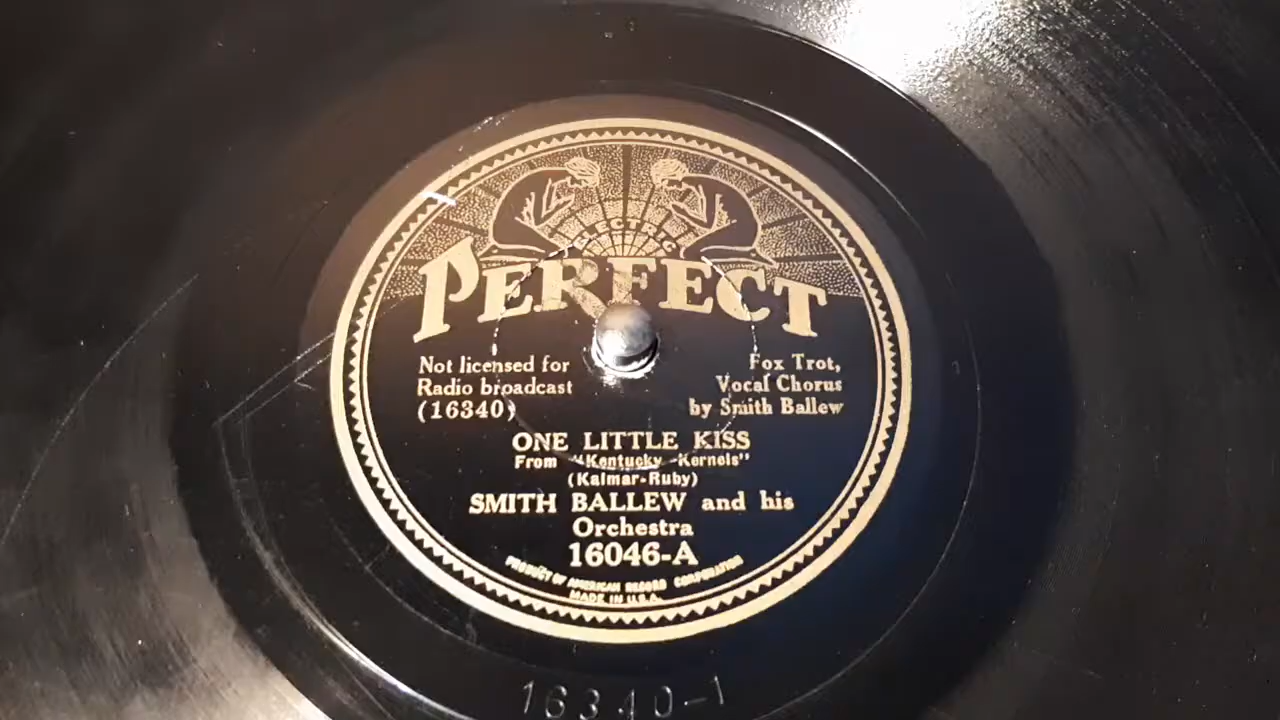 ELECTRIC
PERFECT
Not licensed for
Radio broadcast
(16340)
Fox Trot,
Vocal Chorus
by Smith Ballew
ONE LITTLE KISS
From "Kentucky Kernels"
(Kalmar-Ruby)
SMITH BALLEW and his
Orchestra
16046-A
PRODUCT OF AMERICAN RECORD CORPORATION
MADE IN U.S.A.
16340-1